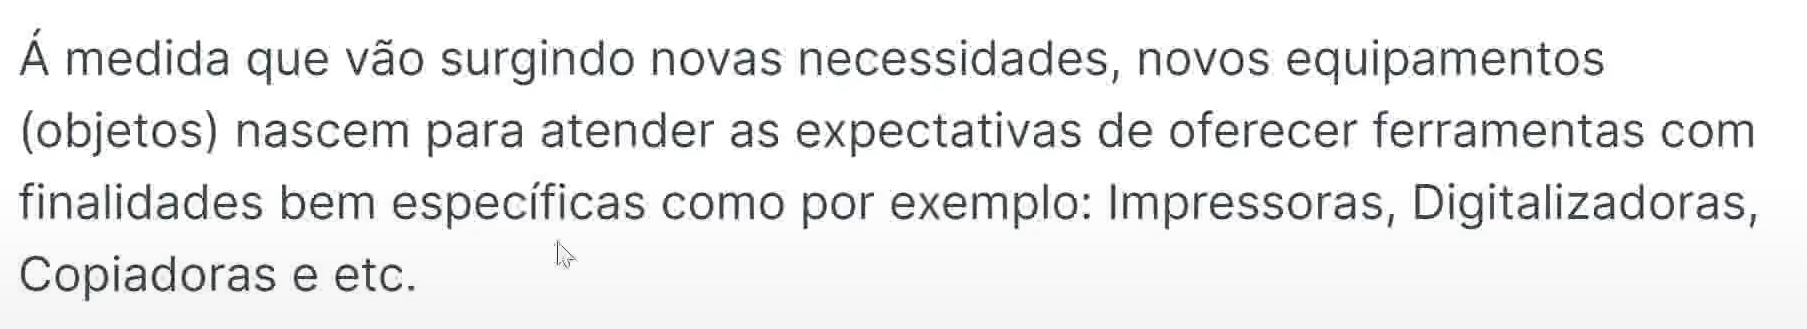 Á medida que vão surgindo novas necessidades, novos equipamentos
(objetos) nascem para atender as expectativas de oferecer ferramentas com
finalidades bem específicas como por exemplo: Impressoras, Digitalizadoras,
Copiadoras e etc.